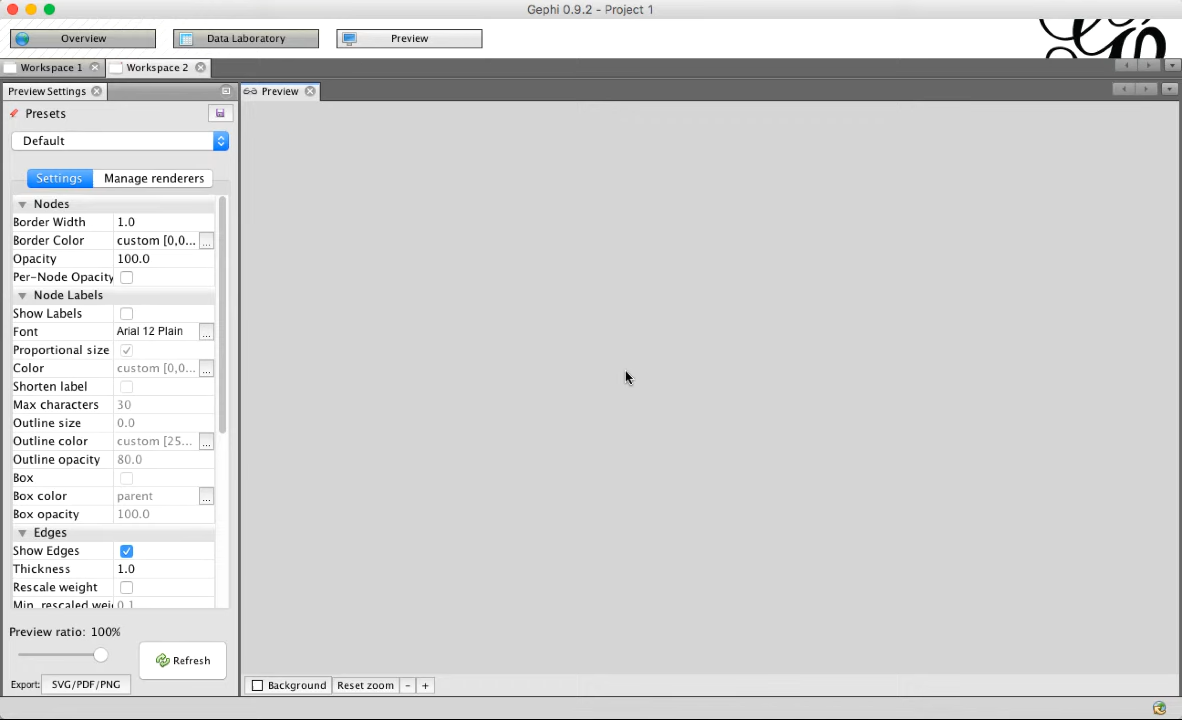 Gephi 0.9.2 - Project 1
Overview
Data Laboratory
Preview
Workspace 1
Workspace 2
Preview Settings
Preview
Presets
Default
Settings
Manage renderers
Nodes
Border Width 1.0
Border Color custom [0,0... ...
Opacity 100.0
Per-Node Opacity
Node Labels
Show Labels
Font Arial 12 Plain ...
Proportional size
Color custom [0,0... ...
Shorten label
Max characters 30
Outline size 0.0
Outline color custom [25... ...
Outline opacity 80.0
Box
Box color parent ...
Box opacity 100.0
Edges
Show Edges
Thickness 1.0
Rescale weight
Min. rescaled wei 0.1
Preview ratio: 100%
Refresh
Export: SVG/PDF/PNG
Background Reset zoom - +